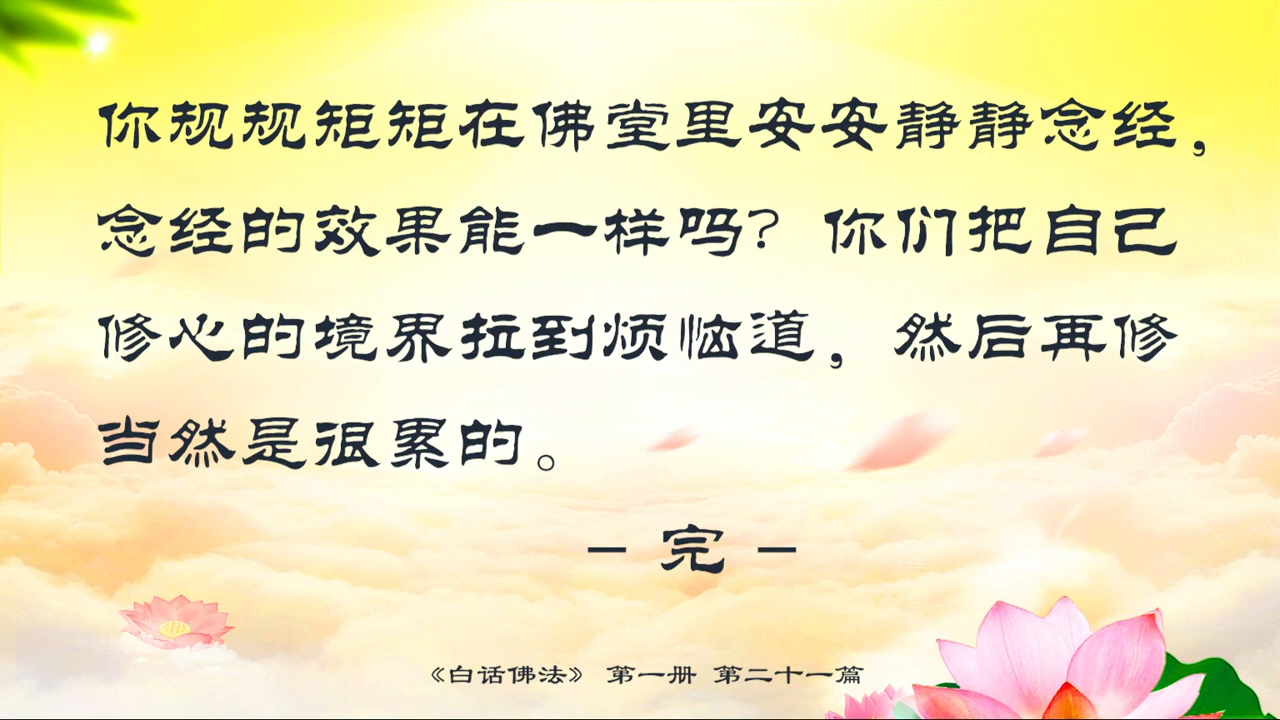 你规规矩矩在佛堂里安安静静念经，
念经的效果能一样吗？你们把自己
修心的境界拉到烦恼道，然后再修
当然是很累的。
－ 完 －
《白话佛法》 第一册 第二十一篇